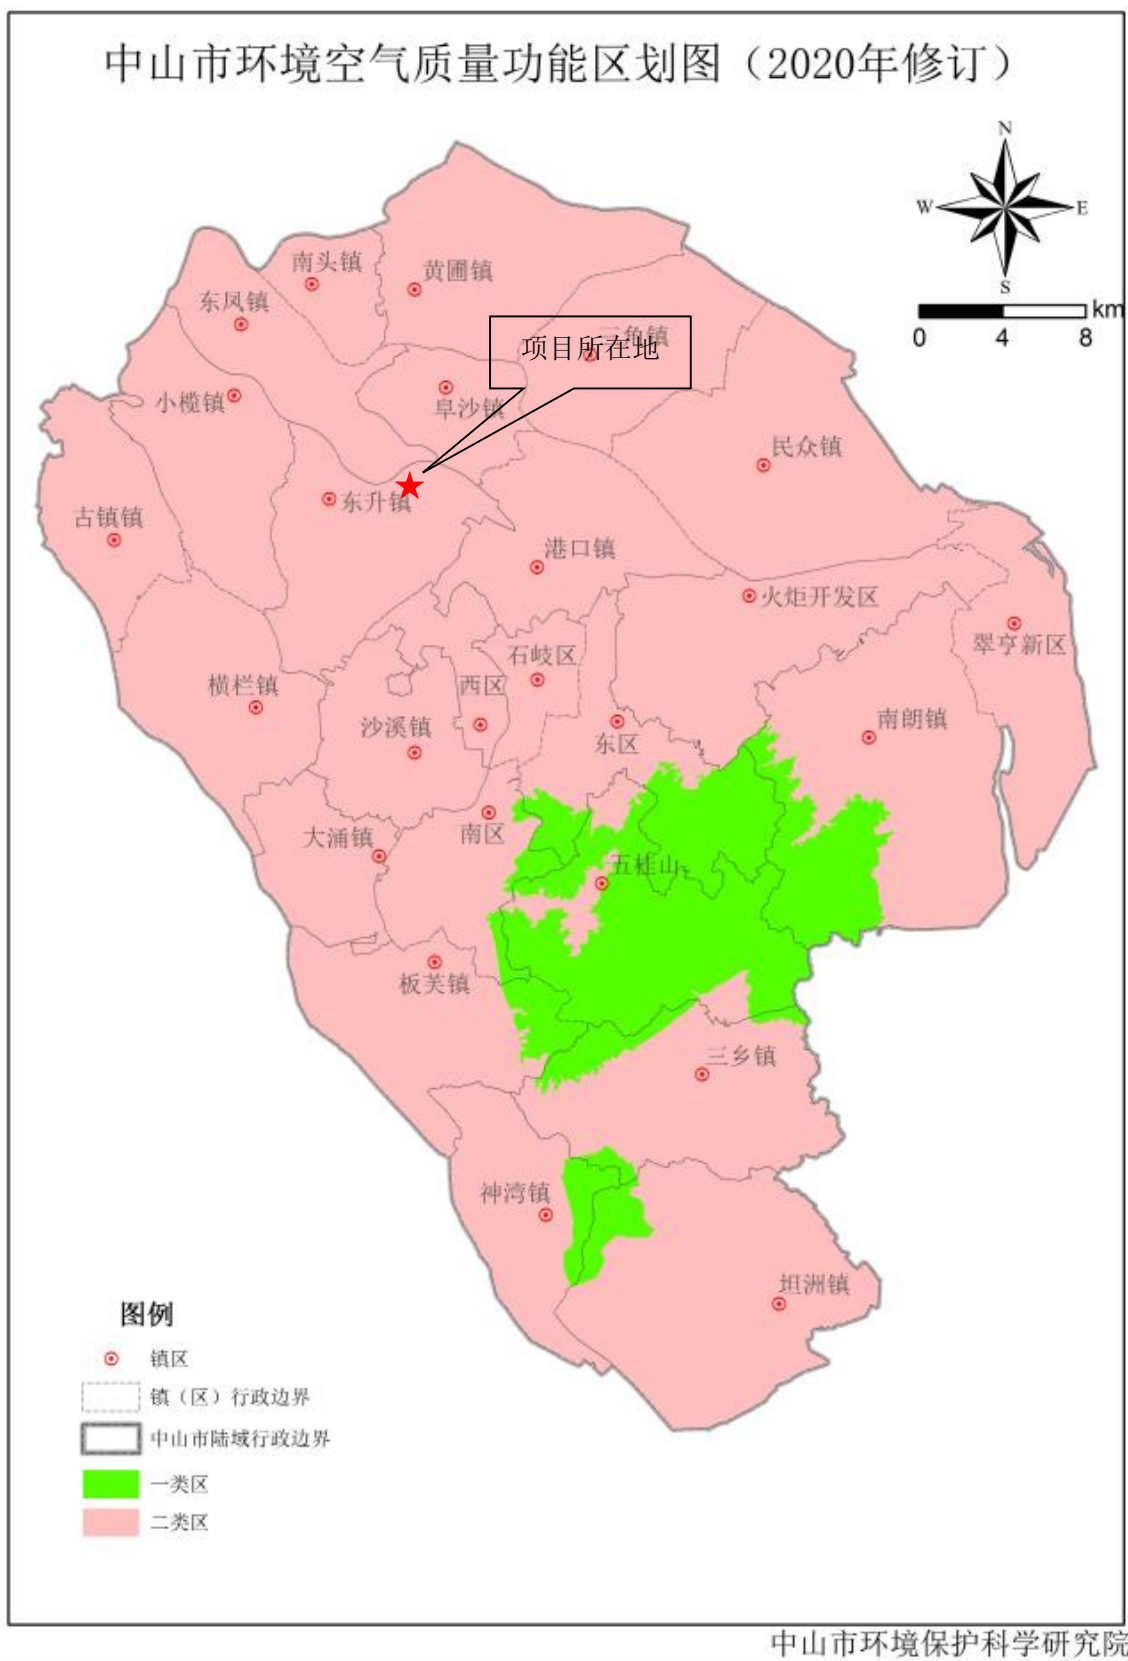 中山市环境空气质量功能区划图（2020年修订）
N
W
E
S
km
0 4 8
南头镇
黄圃镇
东凤镇
三角镇
项目所在地
小榄镇
阜沙镇
民众镇
东升镇
古镇镇
港口镇
火炬开发区
翠亨新区
石岐区
横栏镇
西区
沙溪镇
南朗镇
东区
大涌镇
南区
五桂山
板芙镇
三乡镇
神湾镇
坦洲镇
图例
镇区
镇（区）行政边界
中山市陆域行政边界
一类区
二类区
中山市环境保护科学研究院